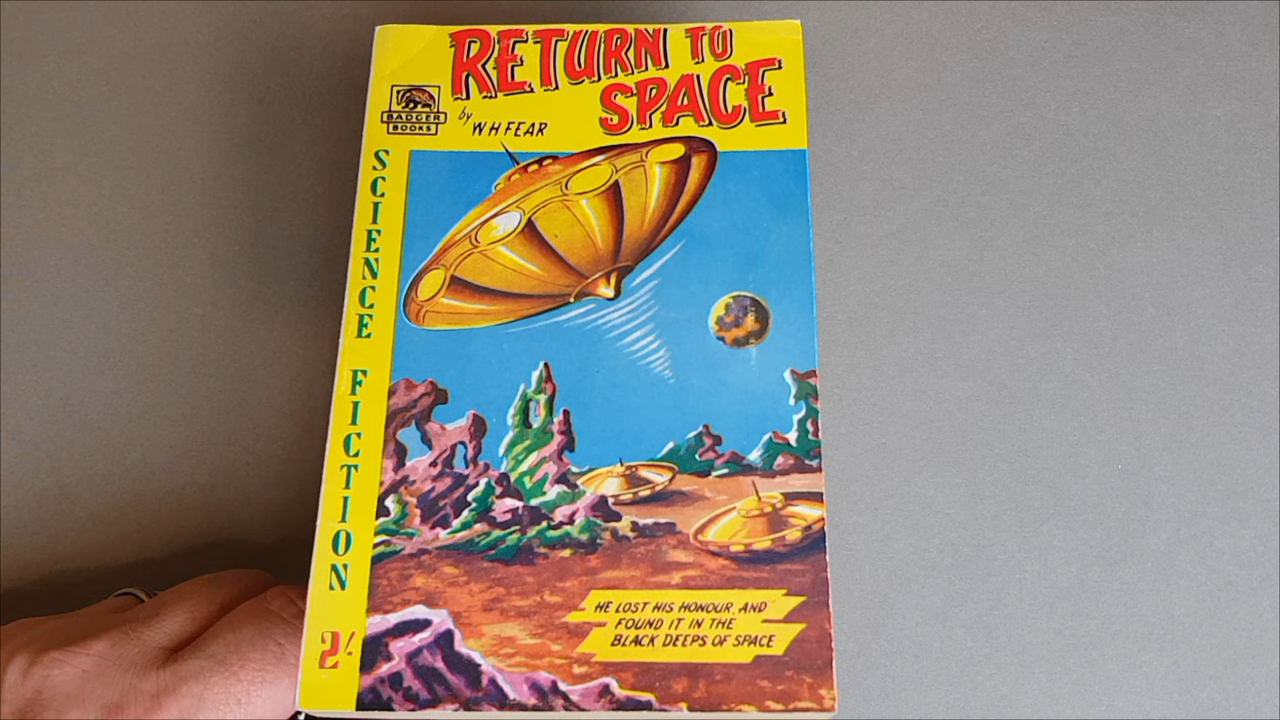 RETURN TO
SPACE
by W H FEAR
BADGER
BOOKS
SCIENCE FICTION
2/-
HE LOST HIS HONOUR, AND
FOUND IT IN THE
BLACK DEEPS OF SPACE